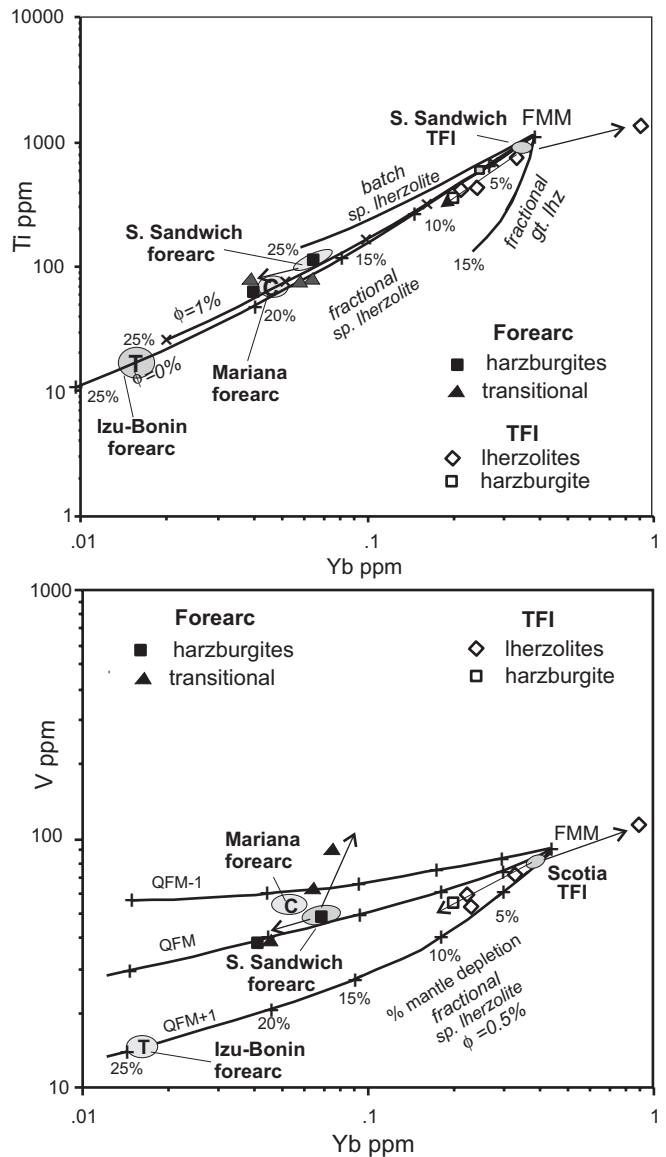 10000
1000
100
10
1
Ti ppm
S. Sandwich
TFI
FMM
batch
sp. lherzolite
S. Sandwich
forearc
25%
5%
10%
15%
fractional
gt. lhz
15%
C
20%
fractional
sp. lherzolite
ϕ=1%
25%
T
ϕ=0%
25%
Mariana
forearc
Izu-Bonin
forearc
Forearc
harzburgites
transitional
TFI
lherzolites
harzburgite
.01
.1
1
Yb ppm
1000
100
10
V ppm
Forearc
harzburgites
transitional
TFI
lherzolites
harzburgite
Mariana
forearc
FMM
Scotia
TFI
QFM-1
C
QFM
S. Sandwich
forearc
5%
10%
15%
20%
25%
% mantle depletion
fractional
sp. lherzolite
ϕ =0.5%
QFM+1
T
Izu-Bonin
forearc
.01
.1
1
Yb ppm